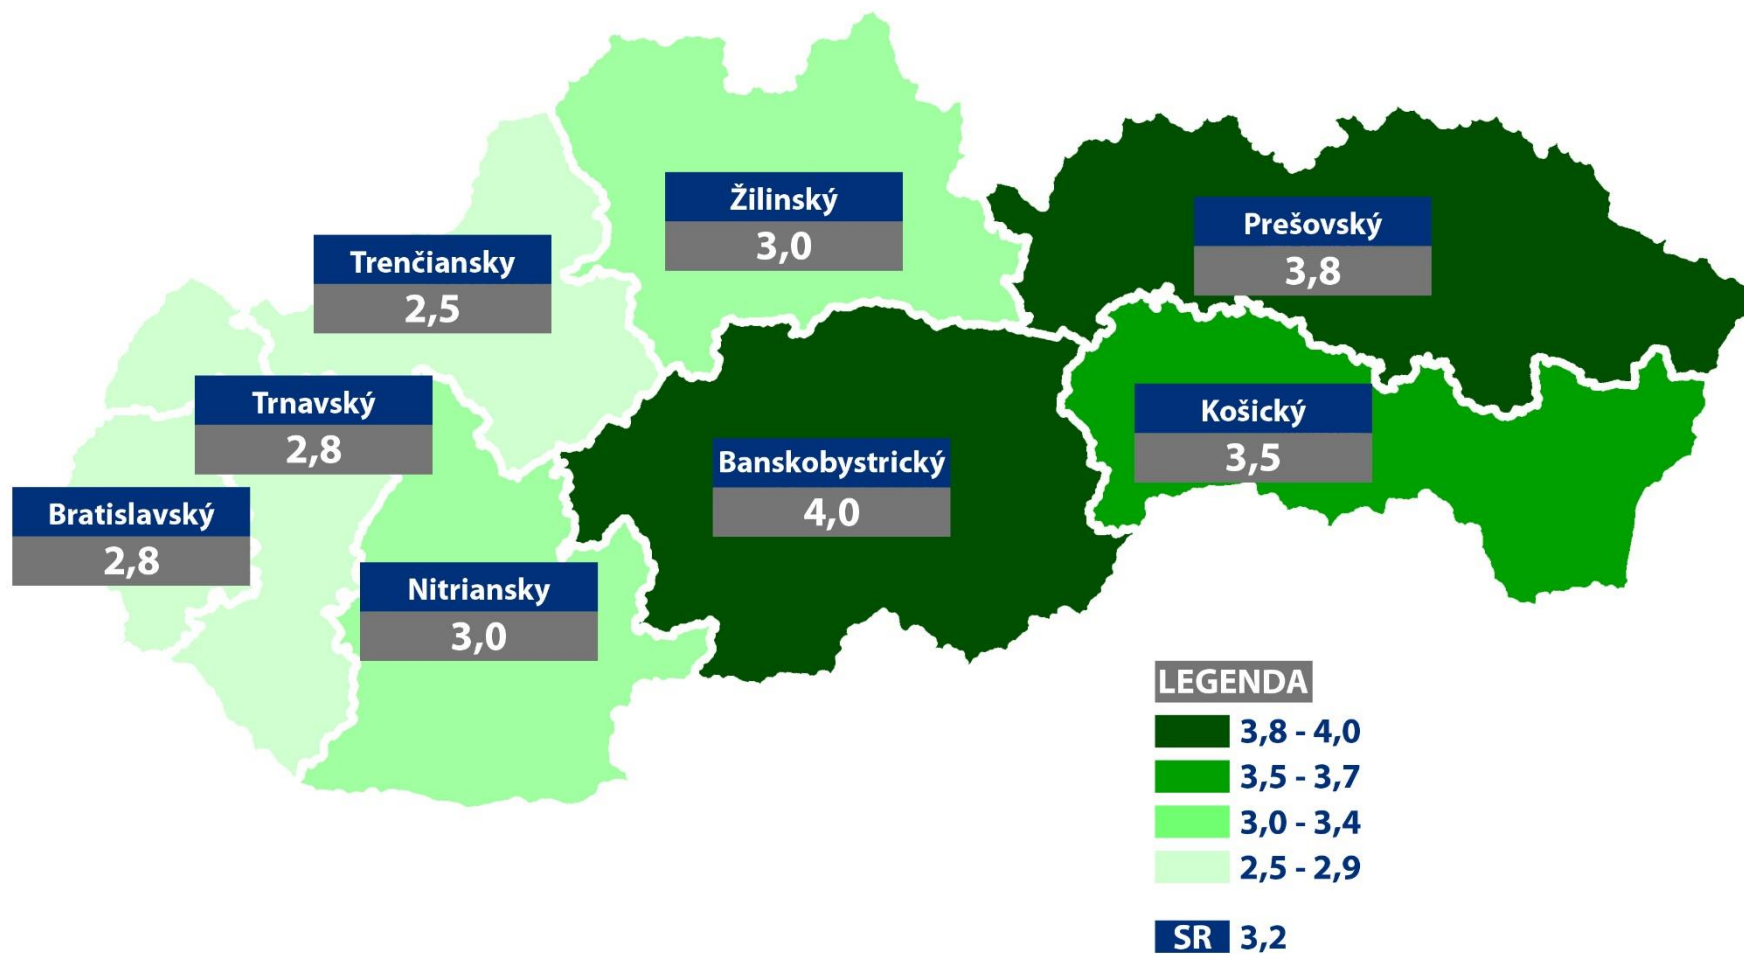 Žilinský
3,0
Prešovský
3,8
Trenčiansky
2,5
Trnavský
2,8
Košický
3,5
Banskobystrický
4,0
Bratislavský
2,8
Nitriansky
3,0
LEGENDA
3,8 - 4,0
3,5 - 3,7
3,0 - 3,4
2,5 - 2,9
SR 3,2